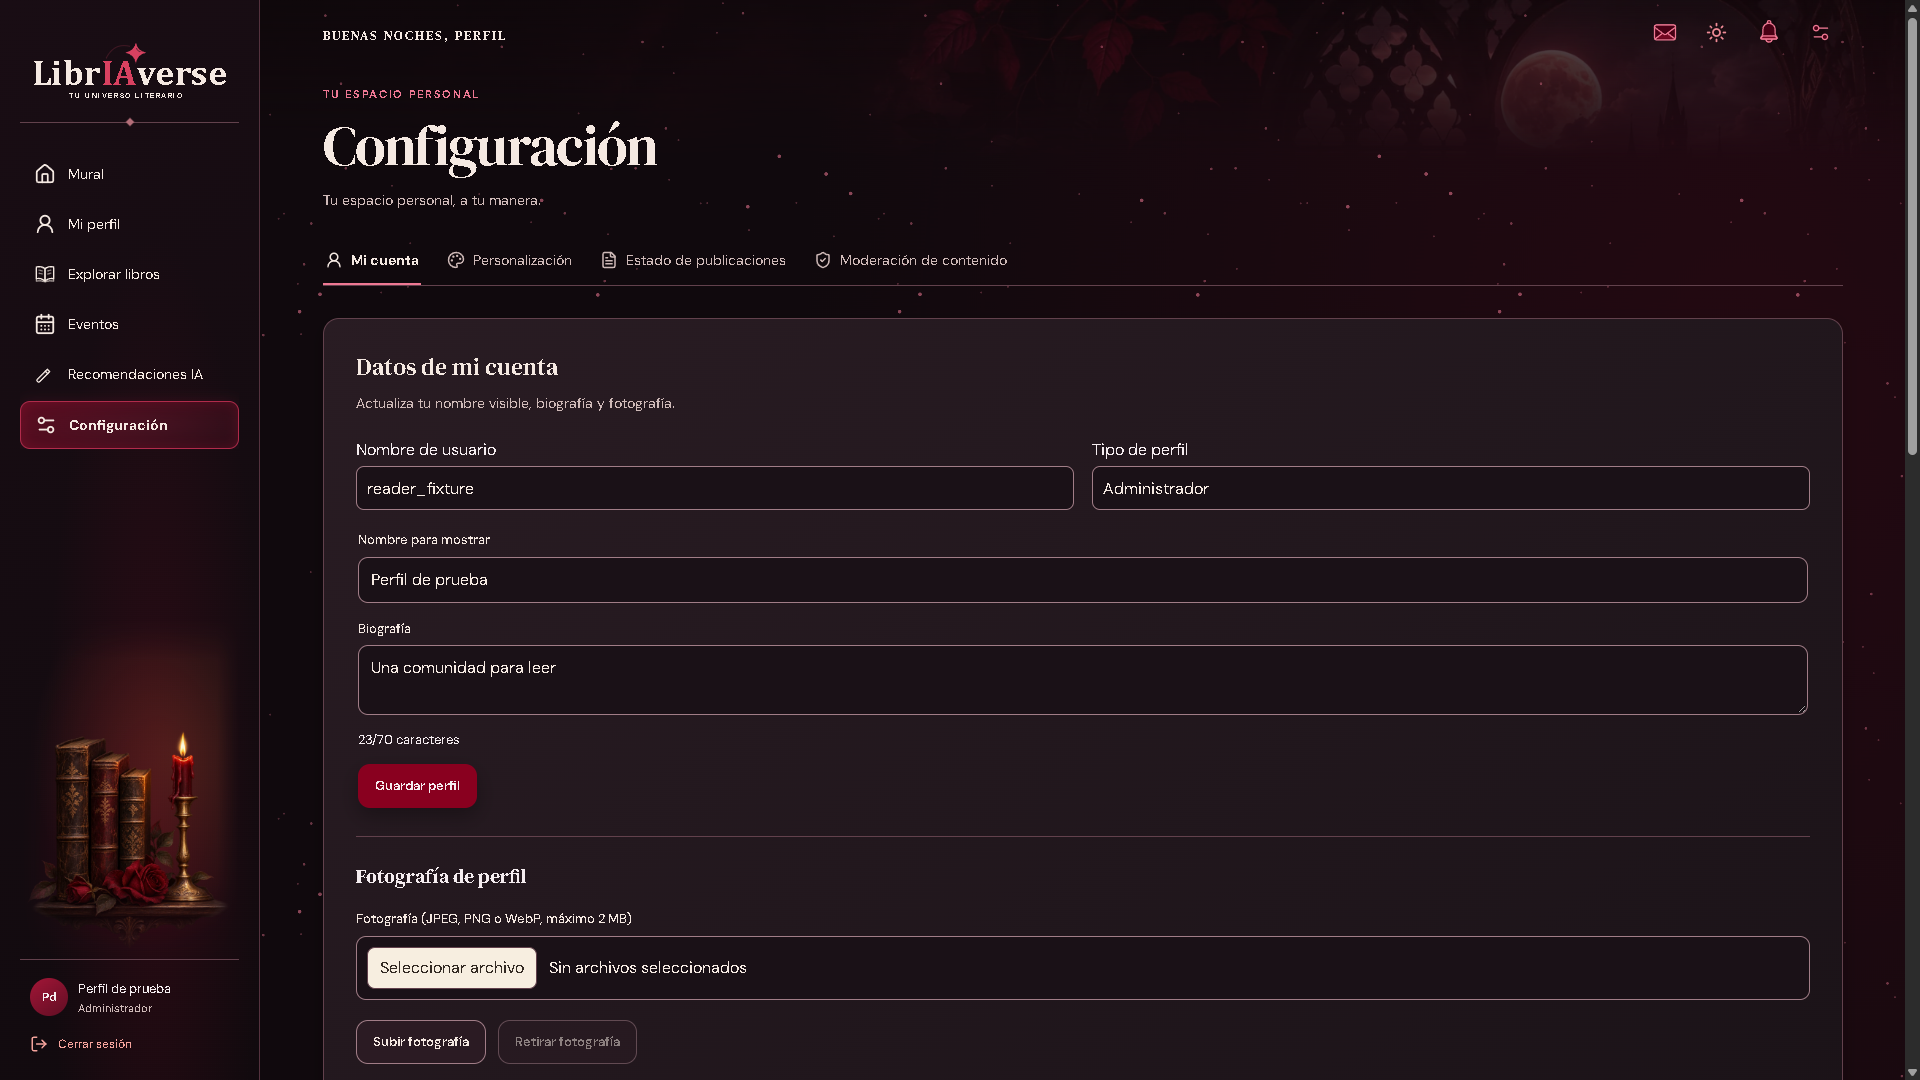 LibrIAverse
TU UNIVERSO LITERARIO
Mural
Mi perfil
Explorar libros
Eventos
Recomendaciones IA
Configuración
Pd
Perfil de prueba
Administrador
Cerrar sesión
BUENAS NOCHES, PERFIL
TU ESPACIO PERSONAL
Configuración
Tu espacio personal, a tu manera.
Mi cuenta
Personalización
Estado de publicaciones
Moderación de contenido
Datos de mi cuenta
Actualiza tu nombre visible, biografía y fotografía.
Nombre de usuario
reader_fixture
Tipo de perfil
Administrador
Nombre para mostrar
Perfil de prueba
Biografía
Una comunidad para leer
23/70 caracteres
Guardar perfil
Fotografía de perfil
Fotografía (JPEG, PNG o WebP, máximo 2 MB)
Seleccionar archivo
Sin archivos seleccionados
Subir fotografía
Retirar fotografía